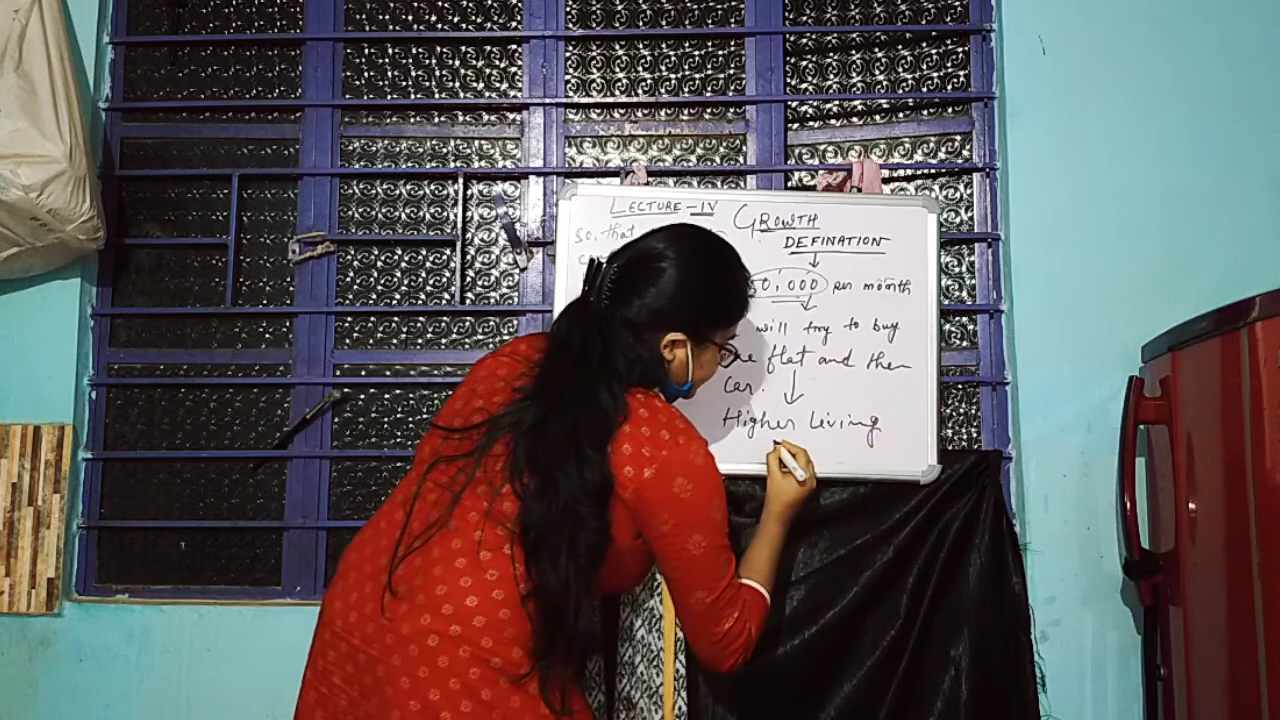 LECTURE-IV
GROWTH
so, that
DEFINATION
50,000 per month
will try to buy
flat and then
Car.
Higher Living